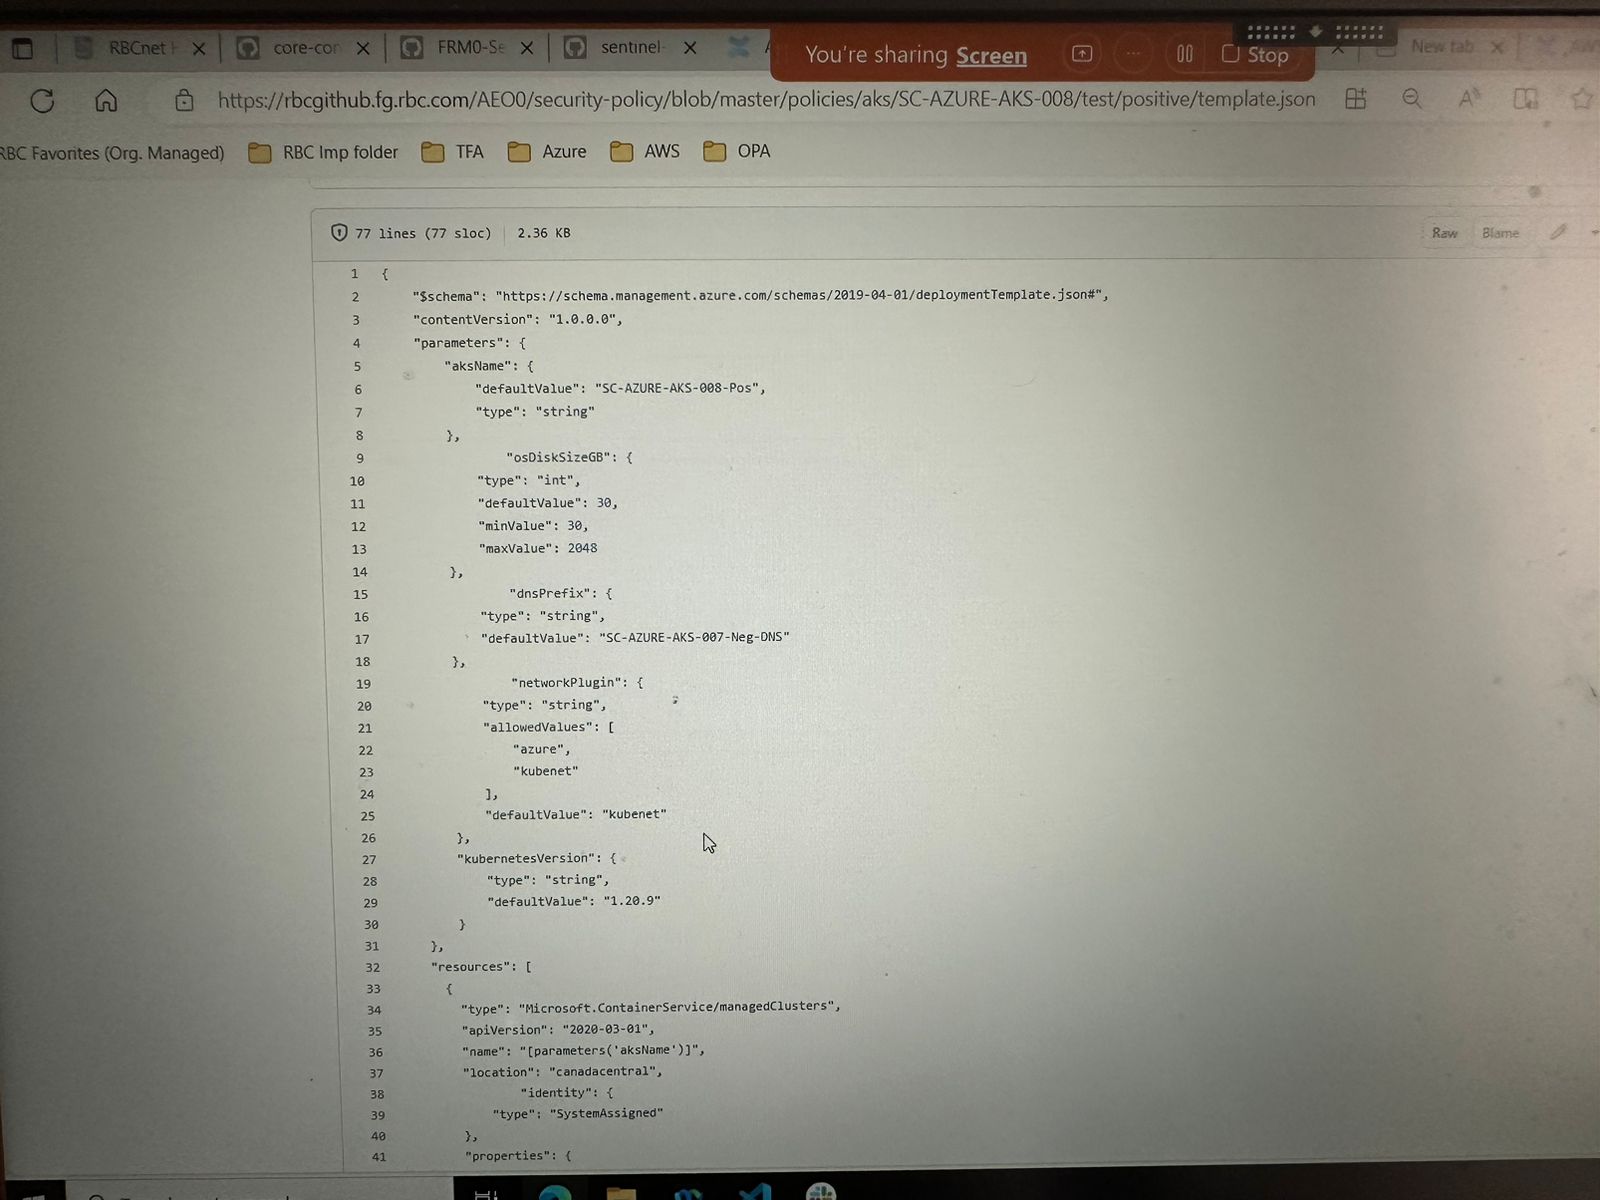 RBCnet
core-cor
FRM0-Se
sentinel-
You're sharing Screen
Stop
New tab
https://rbcgithub.fg.rbc.com/AEO0/security-policy/blob/master/policies/aks/SC-AZURE-AKS-008/test/positive/template.json
RBC Favorites (Org. Managed)
RBC Imp folder
TFA
Azure
AWS
OPA
77 lines (77 sloc)
2.36 KB
Raw
Blame
1 {
2 "$schema": "https://schema.management.azure.com/schemas/2019-04-01/deploymentTemplate.json#",
3 "contentVersion": "1.0.0.0",
4 "parameters": {
5 "aksName": {
6 "defaultValue": "SC-AZURE-AKS-008-Pos",
7 "type": "string"
8 },
9 "osDiskSizeGB": {
10 "type": "int",
11 "defaultValue": 30,
12 "minValue": 30,
13 "maxValue": 2048
14 },
15 "dnsPrefix": {
16 "type": "string",
17 "defaultValue": "SC-AZURE-AKS-007-Neg-DNS"
18 },
19 "networkPlugin": {
20 "type": "string",
21 "allowedValues": [
22 "azure",
23 "kubenet"
24 ],
25 "defaultValue": "kubenet"
26 },
27 "kubernetesVersion": {
28 "type": "string",
29 "defaultValue": "1.20.9"
30 }
31 },
32 "resources": [
33 {
34 "type": "Microsoft.ContainerService/managedClusters",
35 "apiVersion": "2020-03-01",
36 "name": "[parameters('aksName')]",
37 "location": "canadacentral",
38 "identity": {
39 "type": "SystemAssigned"
40 },
41 "properties": {